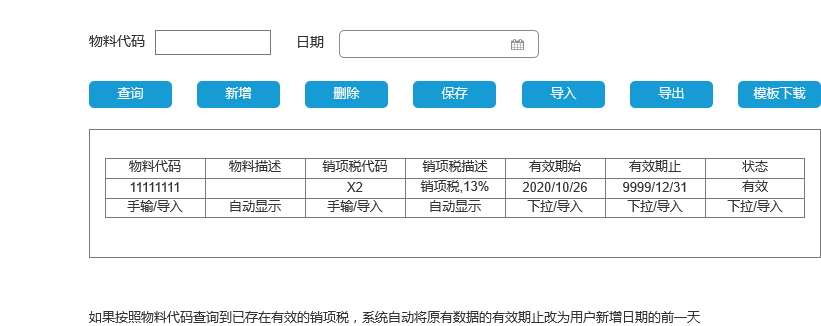 物料代码 日期
查询 新增 删除 保存 导入 导出 模板下载
物料代码 物料描述 销项税代码 销项税描述 有效期始 有效期止 状态
11111111 X2 销项税,13% 2020/10/26 9999/12/31 有效
手输/导入 自动显示 手输/导入 自动显示 下拉/导入 下拉/导入 下拉/导入
如果按照物料代码查询到已存在有效的销项税，系统自动将原有数据的有效期止改为用户新增日期的前一天